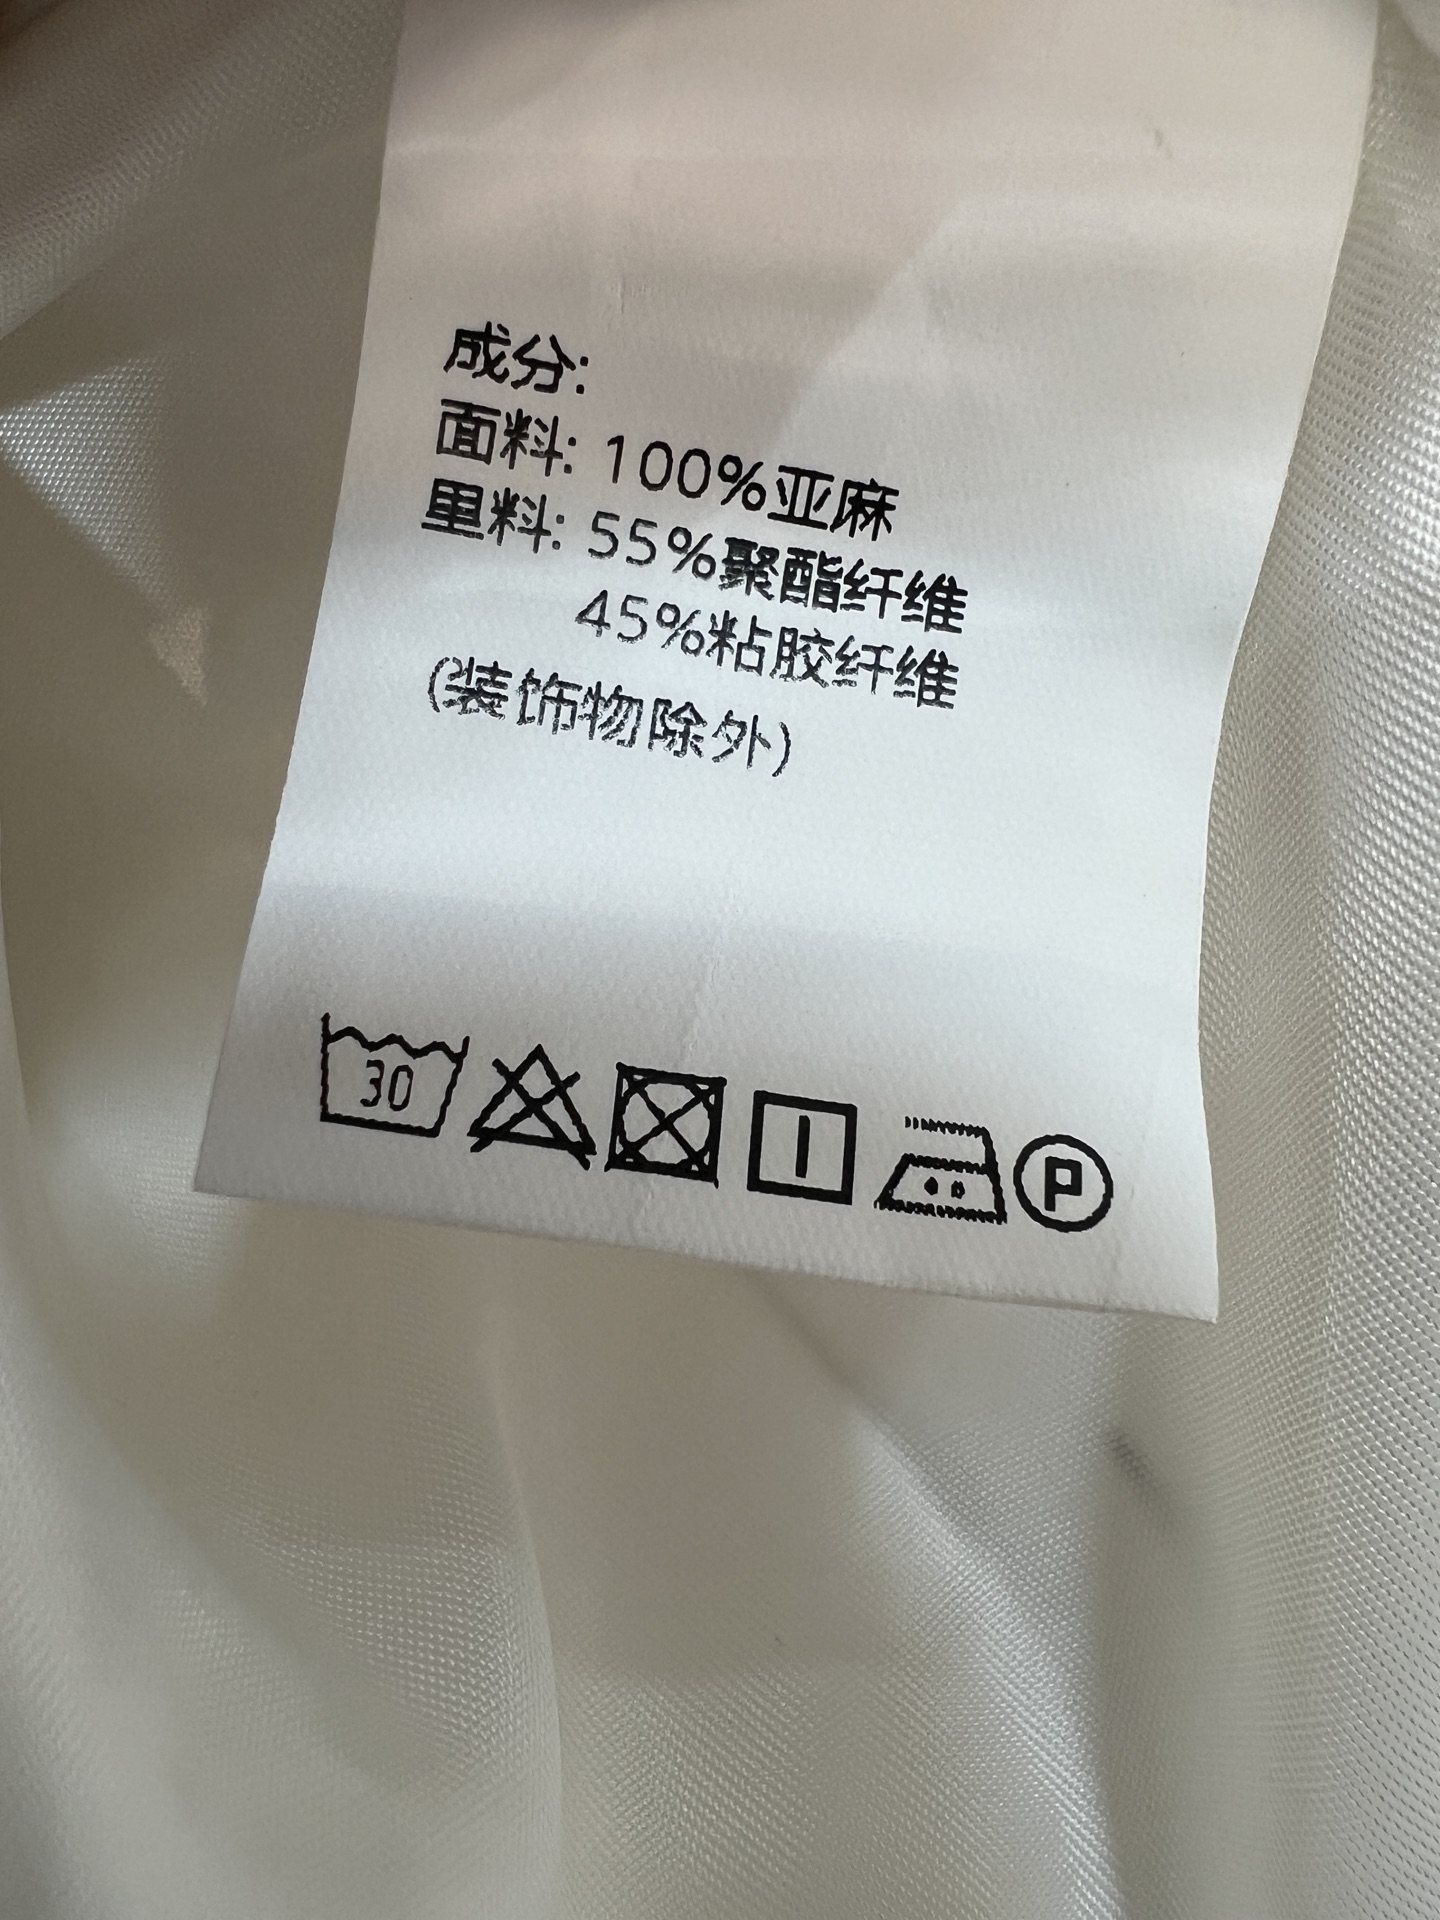 成分:
面料: 100%亚麻
里料: 55%聚酯纤维
45%粘胶纤维
(装饰物除外)
30
P